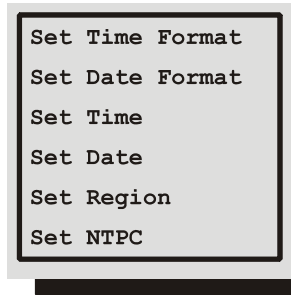 Set Time Format
Set Date Format
Set Time
Set Date
Set Region
Set NTPC